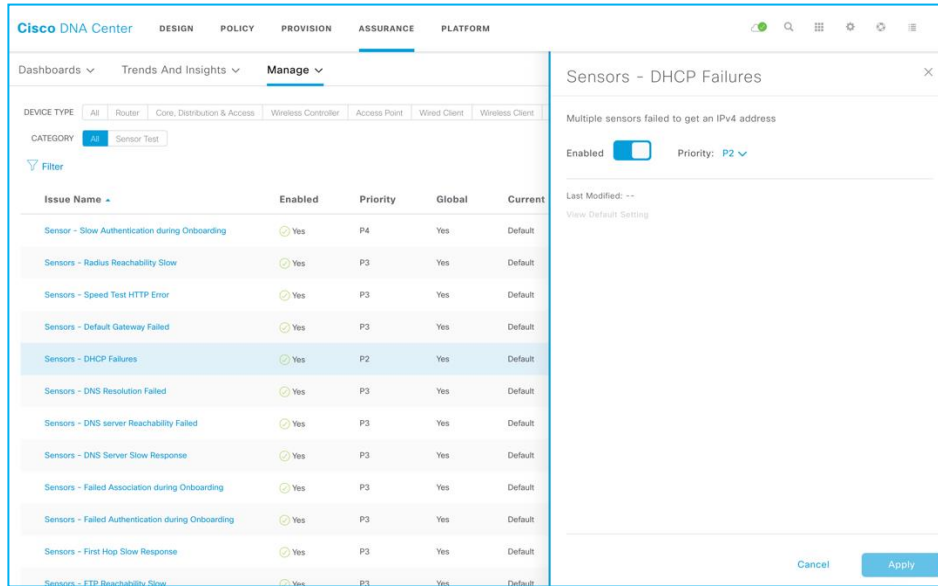 Cisco DNA Center DESIGN POLICY PROVISION ASSURANCE PLATFORM
Dashboards Trends And Insights Manage
DEVICE TYPE All Router Core, Distribution & Access Wireless Controller Access Point Wired Client Wireless Client
CATEGORY All Sensor Test
Filter
Issue Name Enabled Priority Global Current
Sensor - Slow Authentication during Onboarding Yes P4 Yes Default
Sensors - Radius Reachability Slow Yes P3 Yes Default
Sensors - Speed Test HTTP Error Yes P3 Yes Default
Sensors - Default Gateway Failed Yes P3 Yes Default
Sensors - DHCP Failures Yes P2 Yes Default
Sensors - DNS Resolution Failed Yes P3 Yes Default
Sensors - DNS server Reachability Failed Yes P3 Yes Default
Sensors - DNS Server Slow Response Yes P3 Yes Default
Sensors - Failed Association during Onboarding Yes P3 Yes Default
Sensors - Failed Authentication during Onboarding Yes P3 Yes Default
Sensors - First Hop Slow Response Yes P3 Yes Default
Sensors - FTP Reachability Slow Yes P3 Yes Default
Sensors - DHCP Failures
Multiple sensors failed to get an IPv4 address
Enabled Priority: P2
Last Modified: --
View Default Setting
Cancel Apply